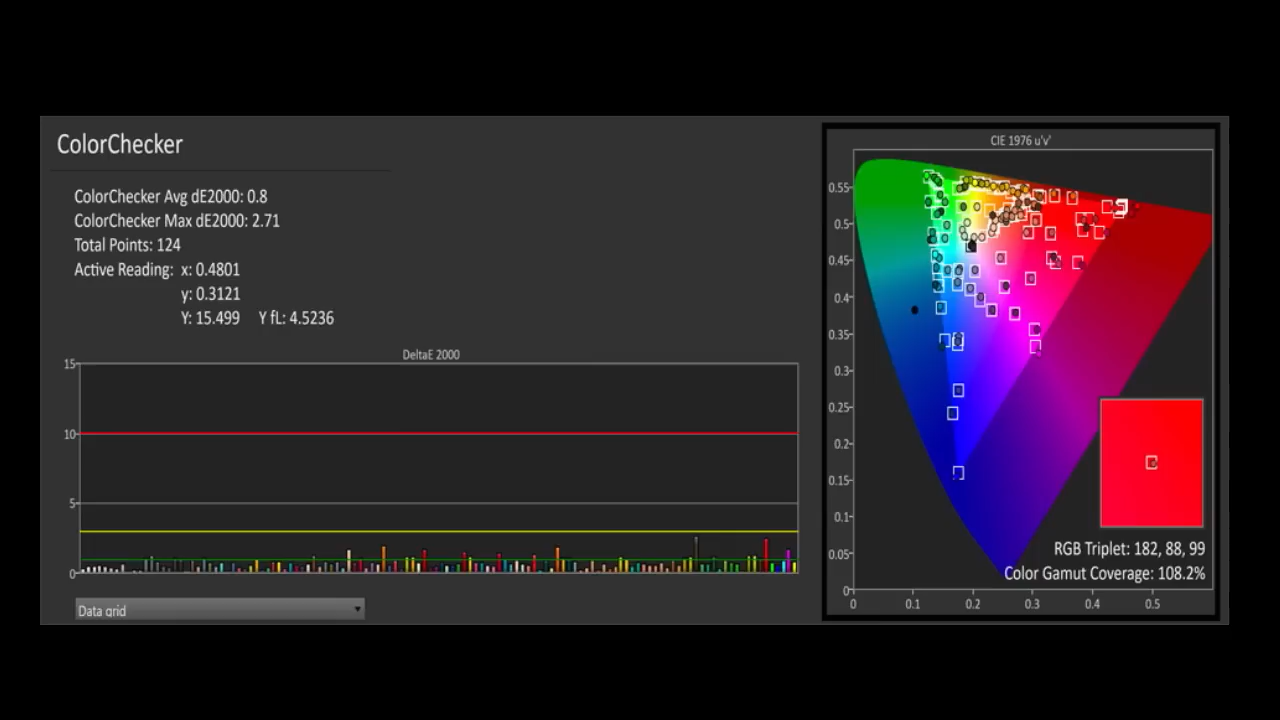 ColorChecker
ColorChecker Avg dE2000: 0.8
ColorChecker Max dE2000: 2.71
Total Points: 124
Active Reading: x: 0.4801
y: 0.3121
Y: 15.499 Y fL: 4.5236
DeltaE 2000
15
10
5
0
Data grid
CIE 1976 u'v'
0.55
0.5
0.45
0.4
0.35
0.3
0.25
0.2
0.15
0.1
0.05
0
0 0.1 0.2 0.3 0.4 0.5
RGB Triplet: 182, 88, 99
Color Gamut Coverage: 108.2%